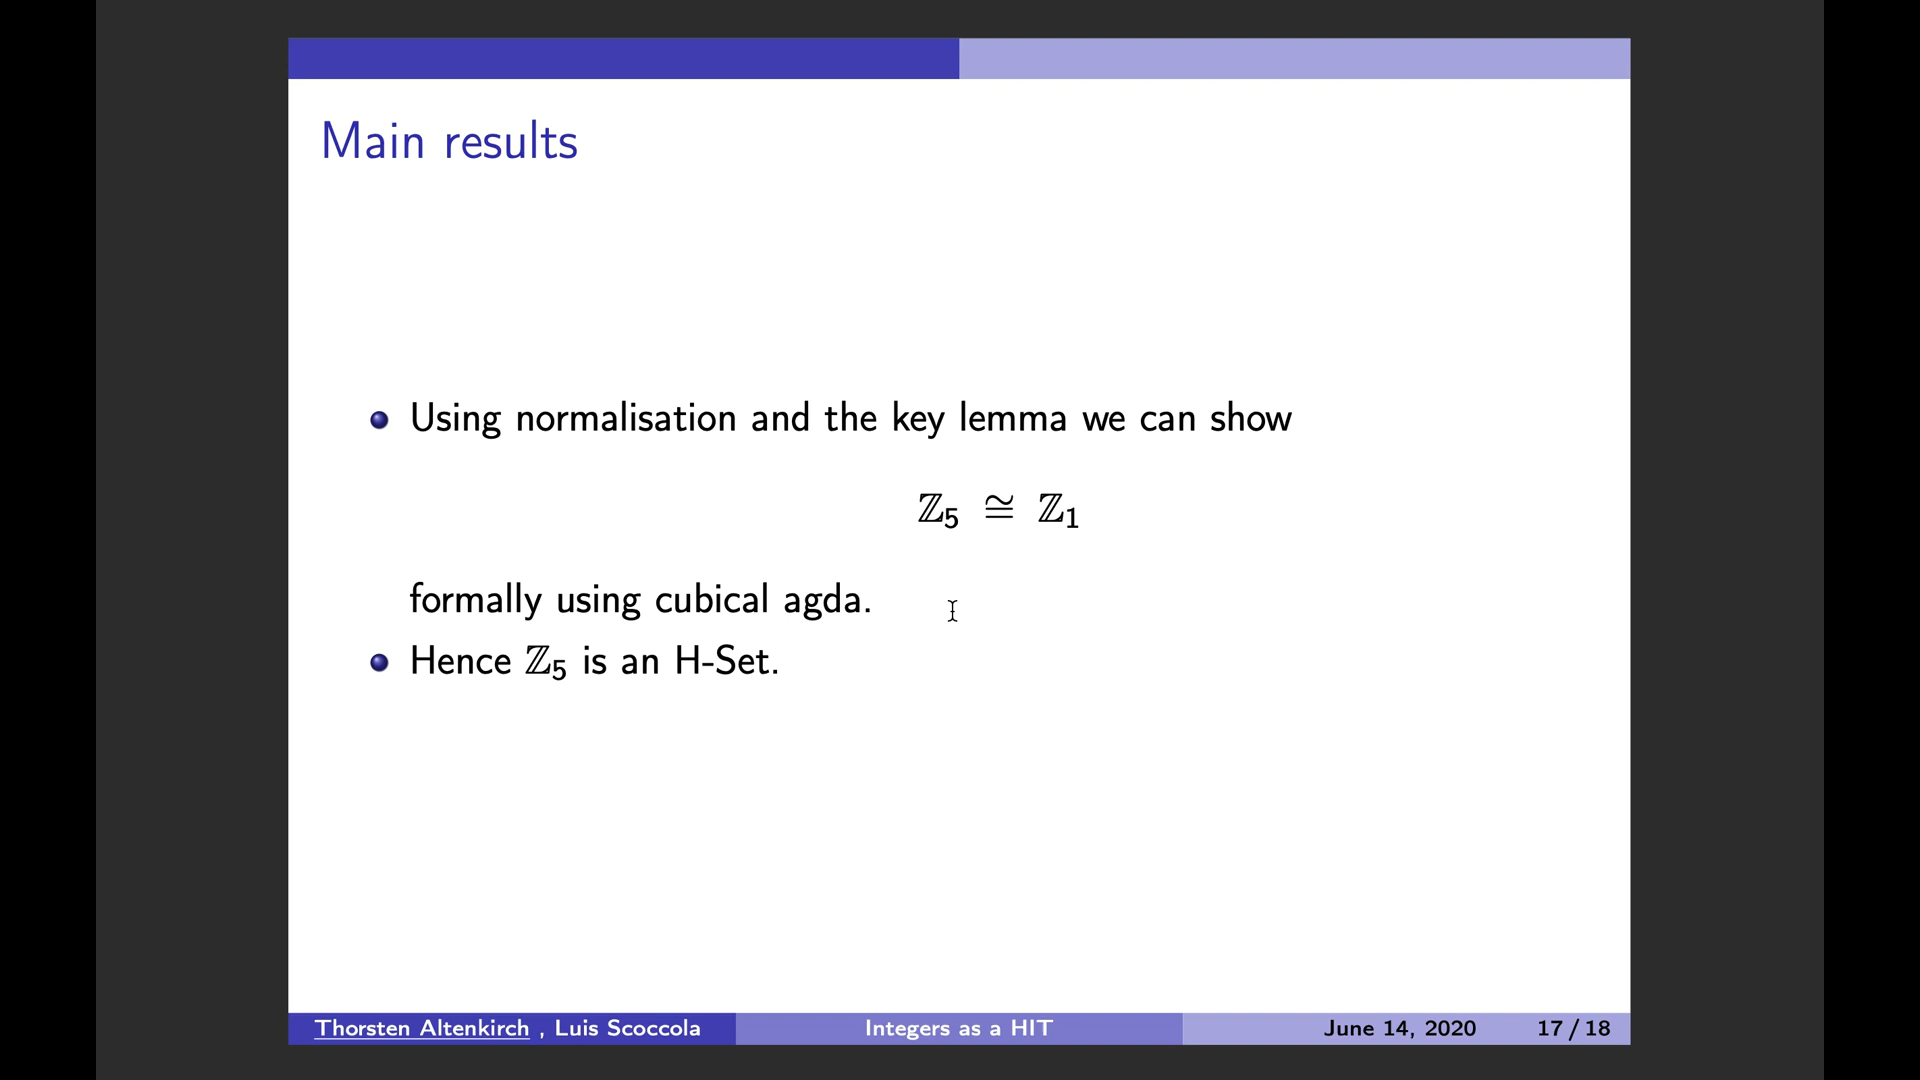 Main results
Using normalisation and the key lemma we can show
ℤ₅ ≅ ℤ₁
formally using cubical agda.
Hence ℤ₅ is an H-Set.
Thorsten Altenkirch , Luis Scoccola Integers as a HIT June 14, 2020 17 / 18